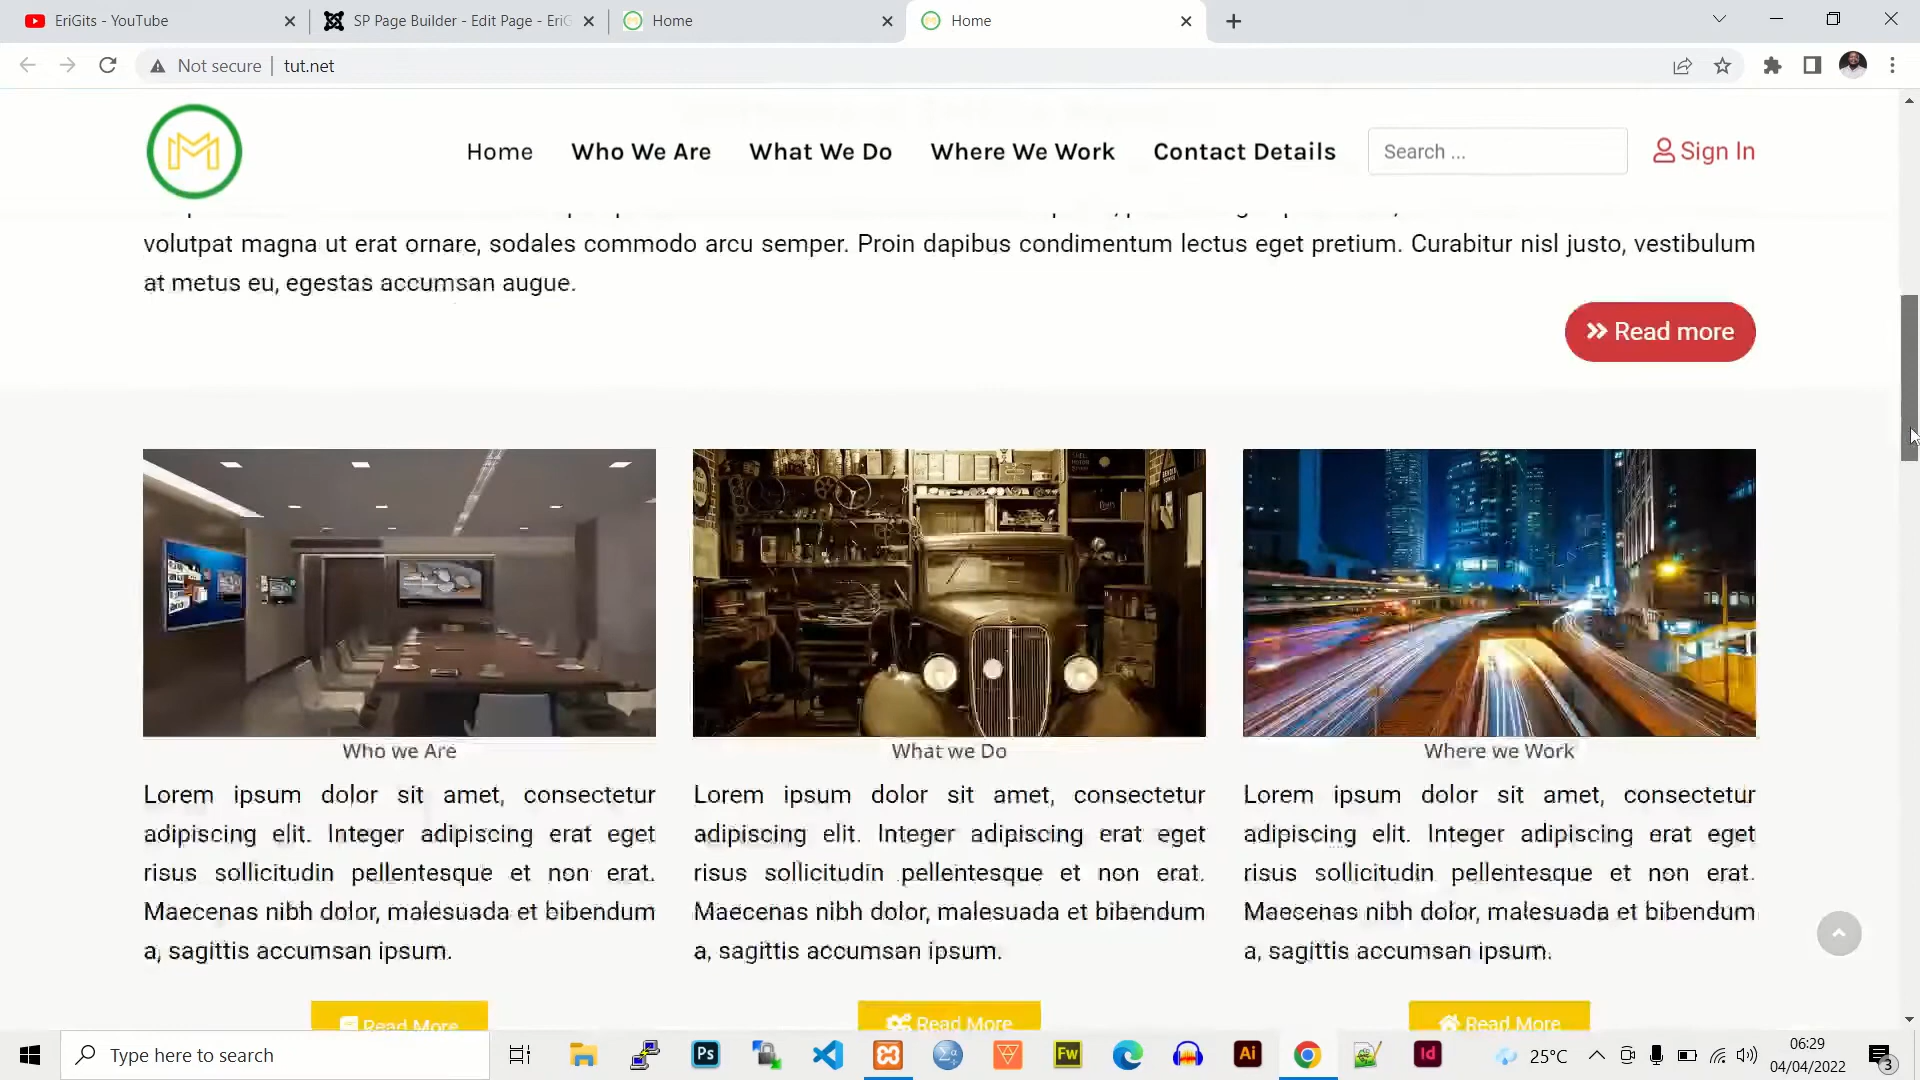 EriGits - YouTube
SP Page Builder - Edit Page - EriG
Home
Home
Not secure
tut.net
Home
Who We Are
What We Do
Where We Work
Contact Details
Search ...
Sign In
volutpat magna ut erat ornare, sodales commodo arcu semper. Proin dapibus condimentum lectus eget pretium. Curabitur nisl justo, vestibulum
at metus eu, egestas accumsan augue.
Read more
Who we Are
Lorem ipsum dolor sit amet, consectetur
adipiscing elit. Integer adipiscing erat eget
risus sollicitudin pellentesque et non erat.
Maecenas nibh dolor, malesuada et bibendum
a, sagittis accumsan ipsum.
Read More
What we Do
Lorem ipsum dolor sit amet, consectetur
adipiscing elit. Integer adipiscing erat eget
risus sollicitudin pellentesque et non erat.
Maecenas nibh dolor, malesuada et bibendum
a, sagittis accumsan ipsum.
Read More
Where we Work
Lorem ipsum dolor sit amet, consectetur
adipiscing elit. Integer adipiscing erat eget
risus sollicitudin pellentesque et non erat.
Maecenas nibh dolor, malesuada et bibendum
a, sagittis accumsan ipsum.
Read More
Type here to search
Ps
Fw
Ai
Id
25°C
06:29
04/04/2022
3